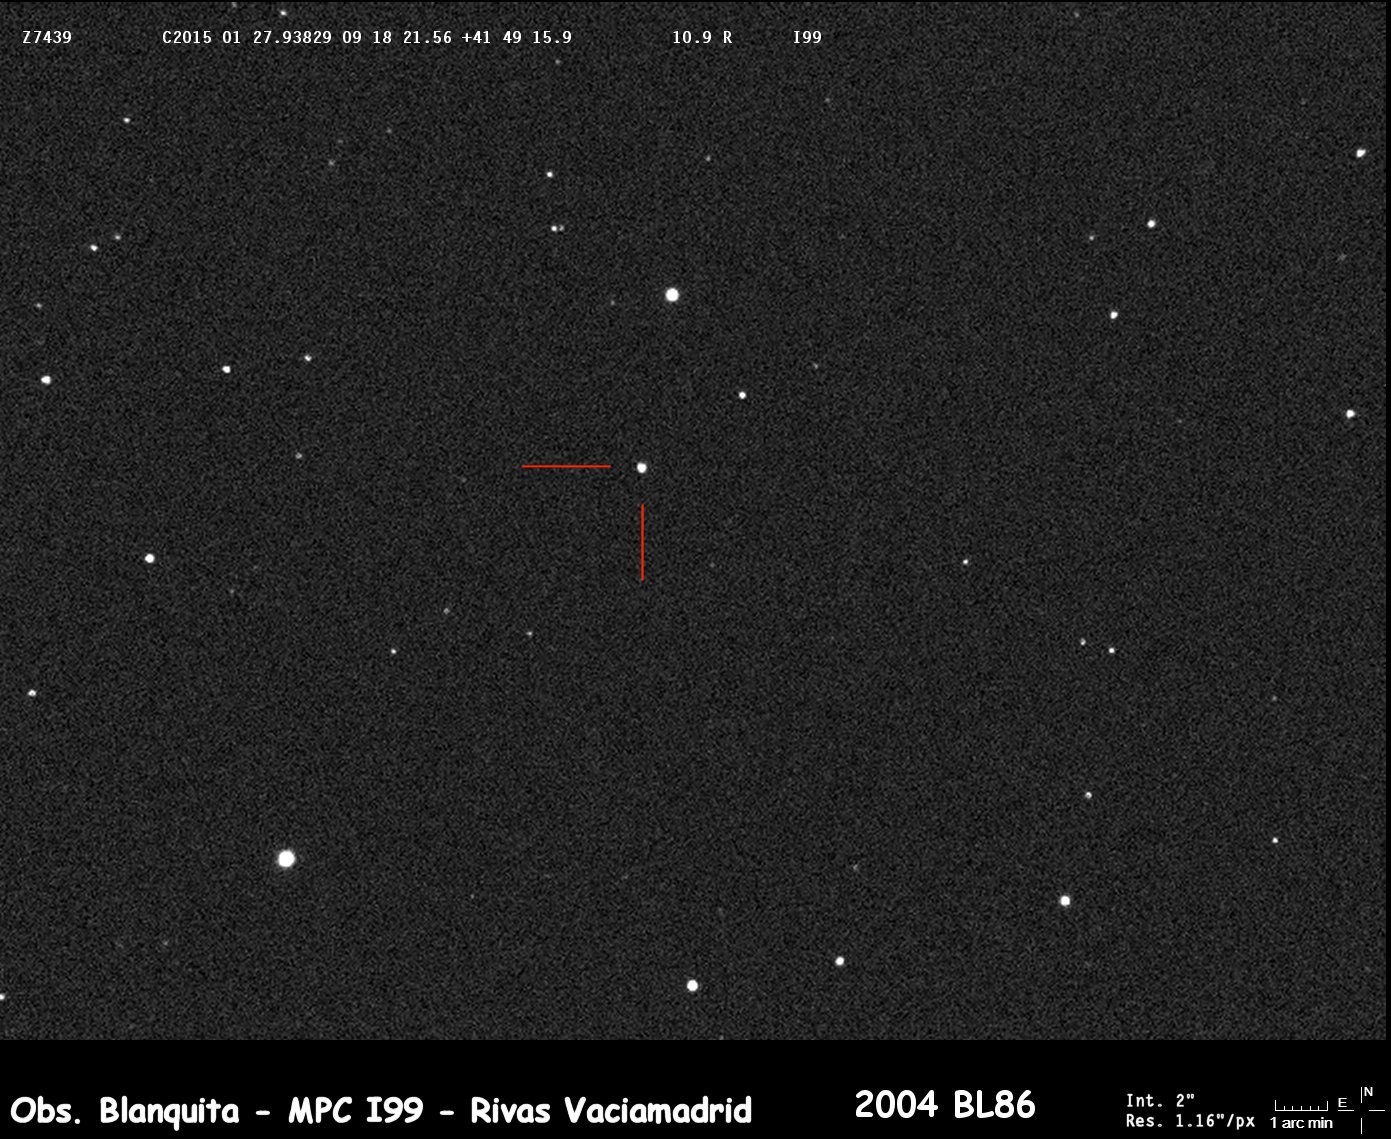 Z7439 C2015 01 27.93829 09 18 21.56 +41 49 15.9 10.9 R I99
Obs. Blanquita - MPC I99 - Rivas Vaciamadrid
2004 BL86
Int. 2"
Res. 1.16"/px
1 arc min
E
N